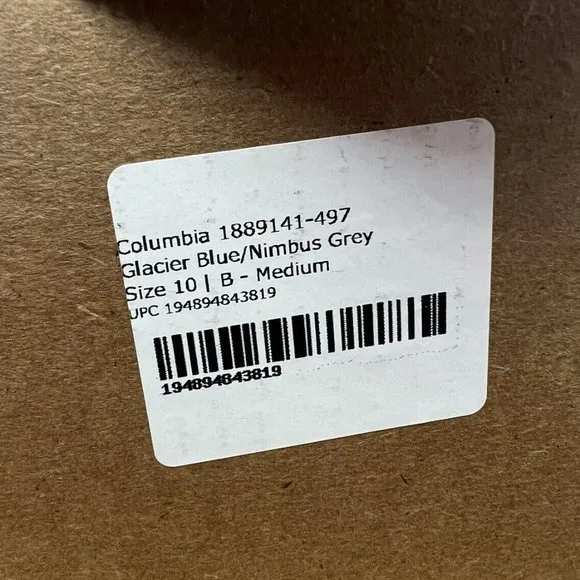 Columbia 1889141-497
Glacier Blue/Nimbus Grey
Size 10 | B - Medium
UPC 194894843819
194894843819